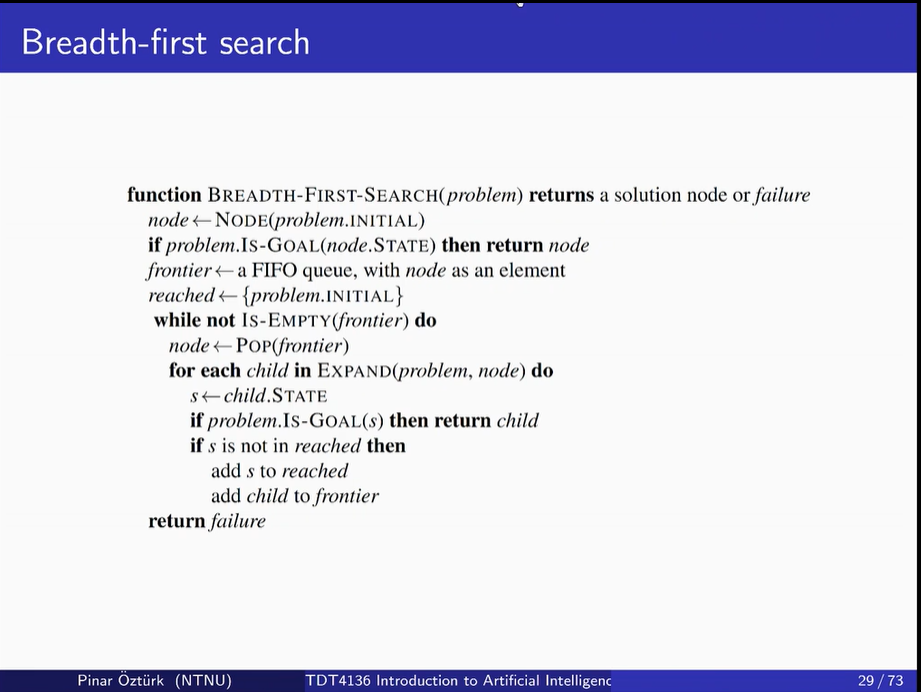 Breadth-first search
function BREADTH-FIRST-SEARCH(problem) returns a solution node or failure
node ← NODE(problem.INITIAL)
if problem.IS-GOAL(node.STATE) then return node
frontier ← a FIFO queue, with node as an element
reached ← {problem.INITIAL}
while not IS-EMPTY(frontier) do
node ← POP(frontier)
for each child in EXPAND(problem, node) do
s ← child.STATE
if problem.IS-GOAL(s) then return child
if s is not in reached then
add s to reached
add child to frontier
return failure
Pinar Öztürk (NTNU) TDT4136 Introduction to Artificial Intelligenc 29 / 73